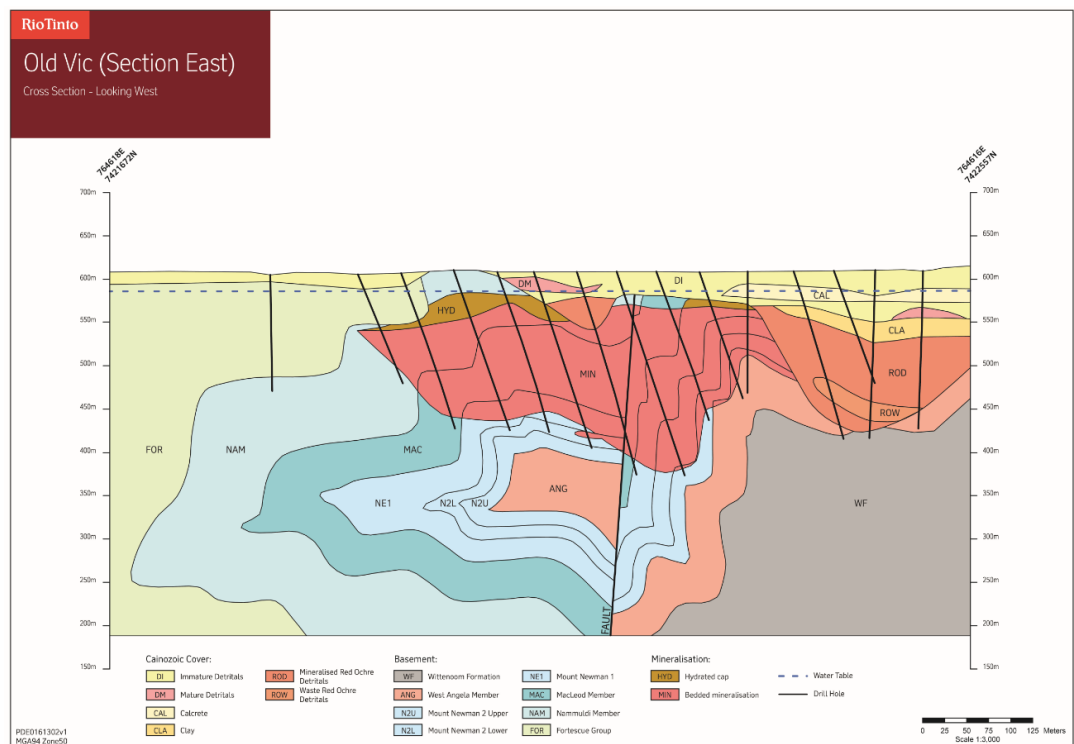 RioTinto
Old Vic (Section East)
Cross Section - Looking West
764618E
7421672N
764616E
7422557N
700m
700m
650m
650m
600m
600m
550m
550m
500m
500m
450m
450m
400m
400m
350m
350m
300m
300m
250m
250m
200m
200m
150m
150m
DM
DI
CAL
HYD
CLA
MIN
ROD
ROW
FOR
NAM
MAC
ANG
NE1
N2L
N2U
WF
FAULT
Cainozoic Cover:
DI Immature Detritals
DM Mature Detritals
CAL Calcrete
CLA Clay
ROD Mineralised Red Ochre
Detritals
ROW Waste Red Ochre
Detritals
Basement:
WF Wittenoom Formation
ANG West Angela Member
N2U Mount Newman 2 Upper
N2L Mount Newman 2 Lower
NE1 Mount Newman 1
MAC MacLeod Member
NAM Nammuldi Member
FOR Fortescue Group
Mineralisation:
HYD Hydrated cap
MIN Bedded mineralisation
Water Table
Drill Hole
PDE0161302v1
MGA94 Zone50
0 25 50 75 100 125 Meters
Scale 1:3,000